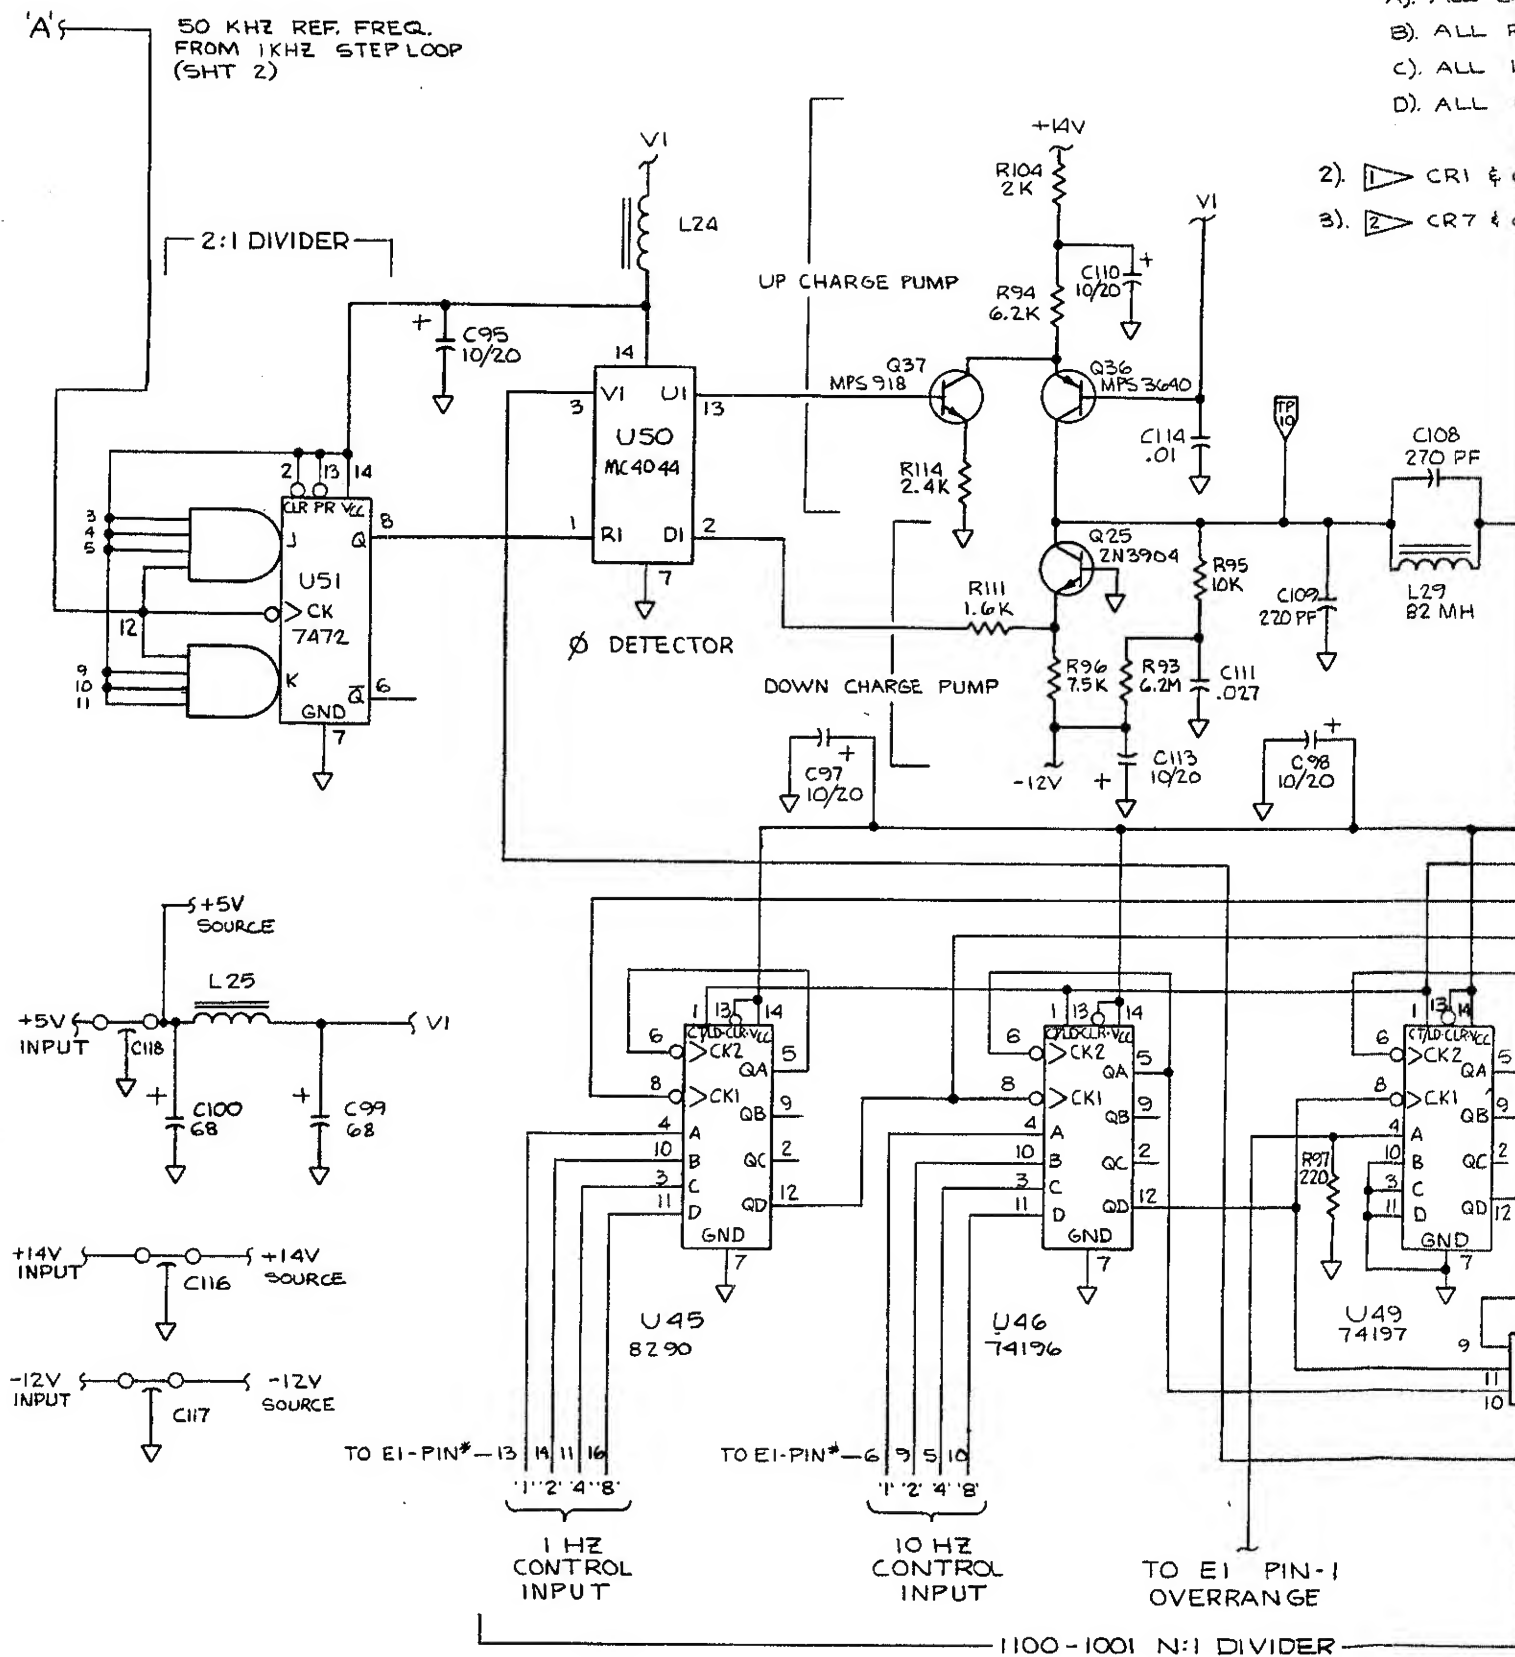 'A'
50 KHZ REF. FREQ.
FROM 1KHZ STEP LOOP
(SHT 2)
B). ALL
C). ALL
D). ALL
2). 1 CR1 &
3). 2 CR7 &
2:1 DIVIDER
V1
L24
C95
10/20
+
14
V1 U1
3
13
U50
MC4044
1
R1 D1
2
7
Ø DETECTOR
UP CHARGE PUMP
+14V
R104
2K
C110
10/20
+
R94
6.2K
V1
Q37
MPS918
Q36
MPS3640
R114
2.4K
C114
.01
TP
10
C108
270 PF
L29
82 MH
C109
220 PF
Q25
2N3904
R111
1.6K
R95
10K
R96
7.5K
R93
6.2M
C111
.027
DOWN CHARGE PUMP
-12V
C113
10/20
+
C97
10/20
+
C98
10/20
+
2 13 14
CLR PR VCC
3
4
5
J Q 8
U51
12
CK
7472
9
10
11
K Q 6
GND
7
+5V
SOURCE
L25
+5V
INPUT
C118
V1
+ C100
68
+ C99
68
+14V
INPUT
C116
+14V
SOURCE
-12V
INPUT
C117
-12V
SOURCE
1 13 14
CT/LD-CLR-VCC
6 CK2
QA 5
8 CK1
QB 9
4 A
10 B QC 2
3 C
11 D QD 12
GND
7
U45
8290
1 13 14
CT/LD-CLR-VCC
6 CK2
QA 5
8 CK1
QB 9
4 A
10 B QC 2
3 C
11 D QD 12
GND
7
U46
74196
1 13 14
CT/LD-CLR-VCC
6 CK2
QA 5
8 CK1
QB 9
4 A
10 B QC 2
3 C
11 D QD 12
GND
7
R97
220
U49
74197
9
11
10
TO E1-PIN#-13 14 11 16
'1' '2' '4' '8'
1 HZ
CONTROL
INPUT
TO E1-PIN#-6 9 5 10
'1' '2' '4' '8'
10 HZ
CONTROL
INPUT
TO E1 PIN-1
OVERRANGE
1100-1001 N:1 DIVIDER